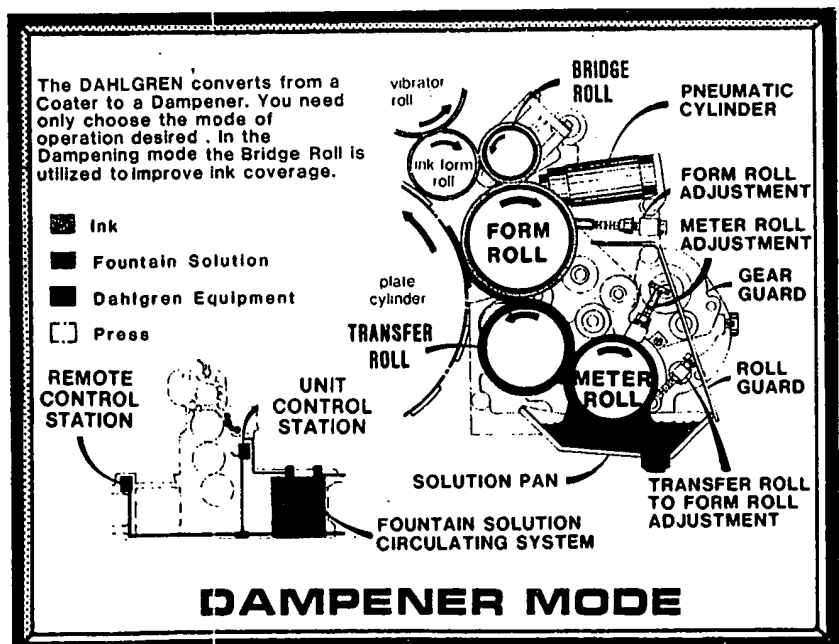 The DAHLGREN converts from a
Coater to a Dampener. You need
only choose the mode of
operation desired . In the
Dampening mode the Bridge Roll is
utilized to improve ink coverage.
Ink
Fountain Solution
Dahlgren Equipment
Press
vibrator
roll
BRIDGE
ROLL
PNEUMATIC
CYLINDER
ink form
roll
FORM ROLL
ADJUSTMENT
FORM
ROLL
METER ROLL
ADJUSTMENT
plate
cylinder
GEAR
GUARD
TRANSFER
ROLL
METER
ROLL
ROLL
GUARD
SOLUTION PAN
TRANSFER ROLL
TO FORM ROLL
ADJUSTMENT
REMOTE
CONTROL
STATION
UNIT
CONTROL
STATION
FOUNTAIN SOLUTION
CIRCULATING SYSTEM
DAMPENER MODE